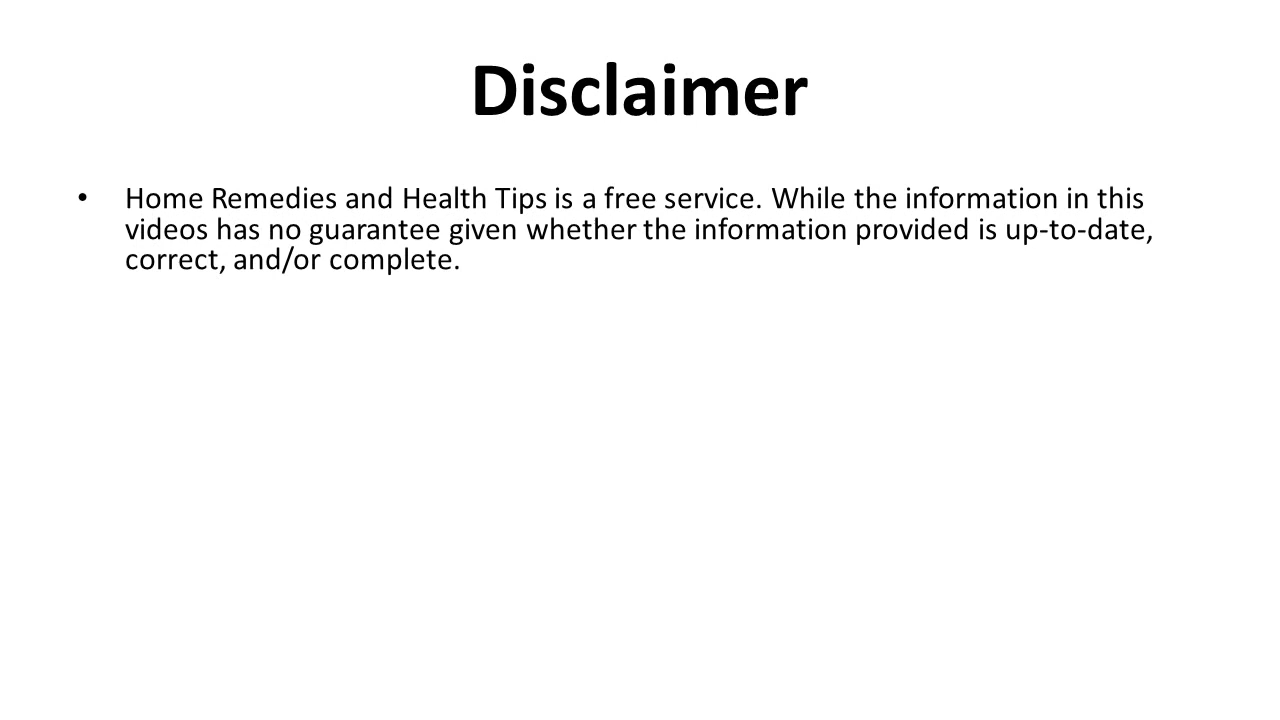 Disclaimer
• Home Remedies and Health Tips is a free service. While the information in this
videos has no guarantee given whether the information provided is up-to-date,
correct, and/or complete.